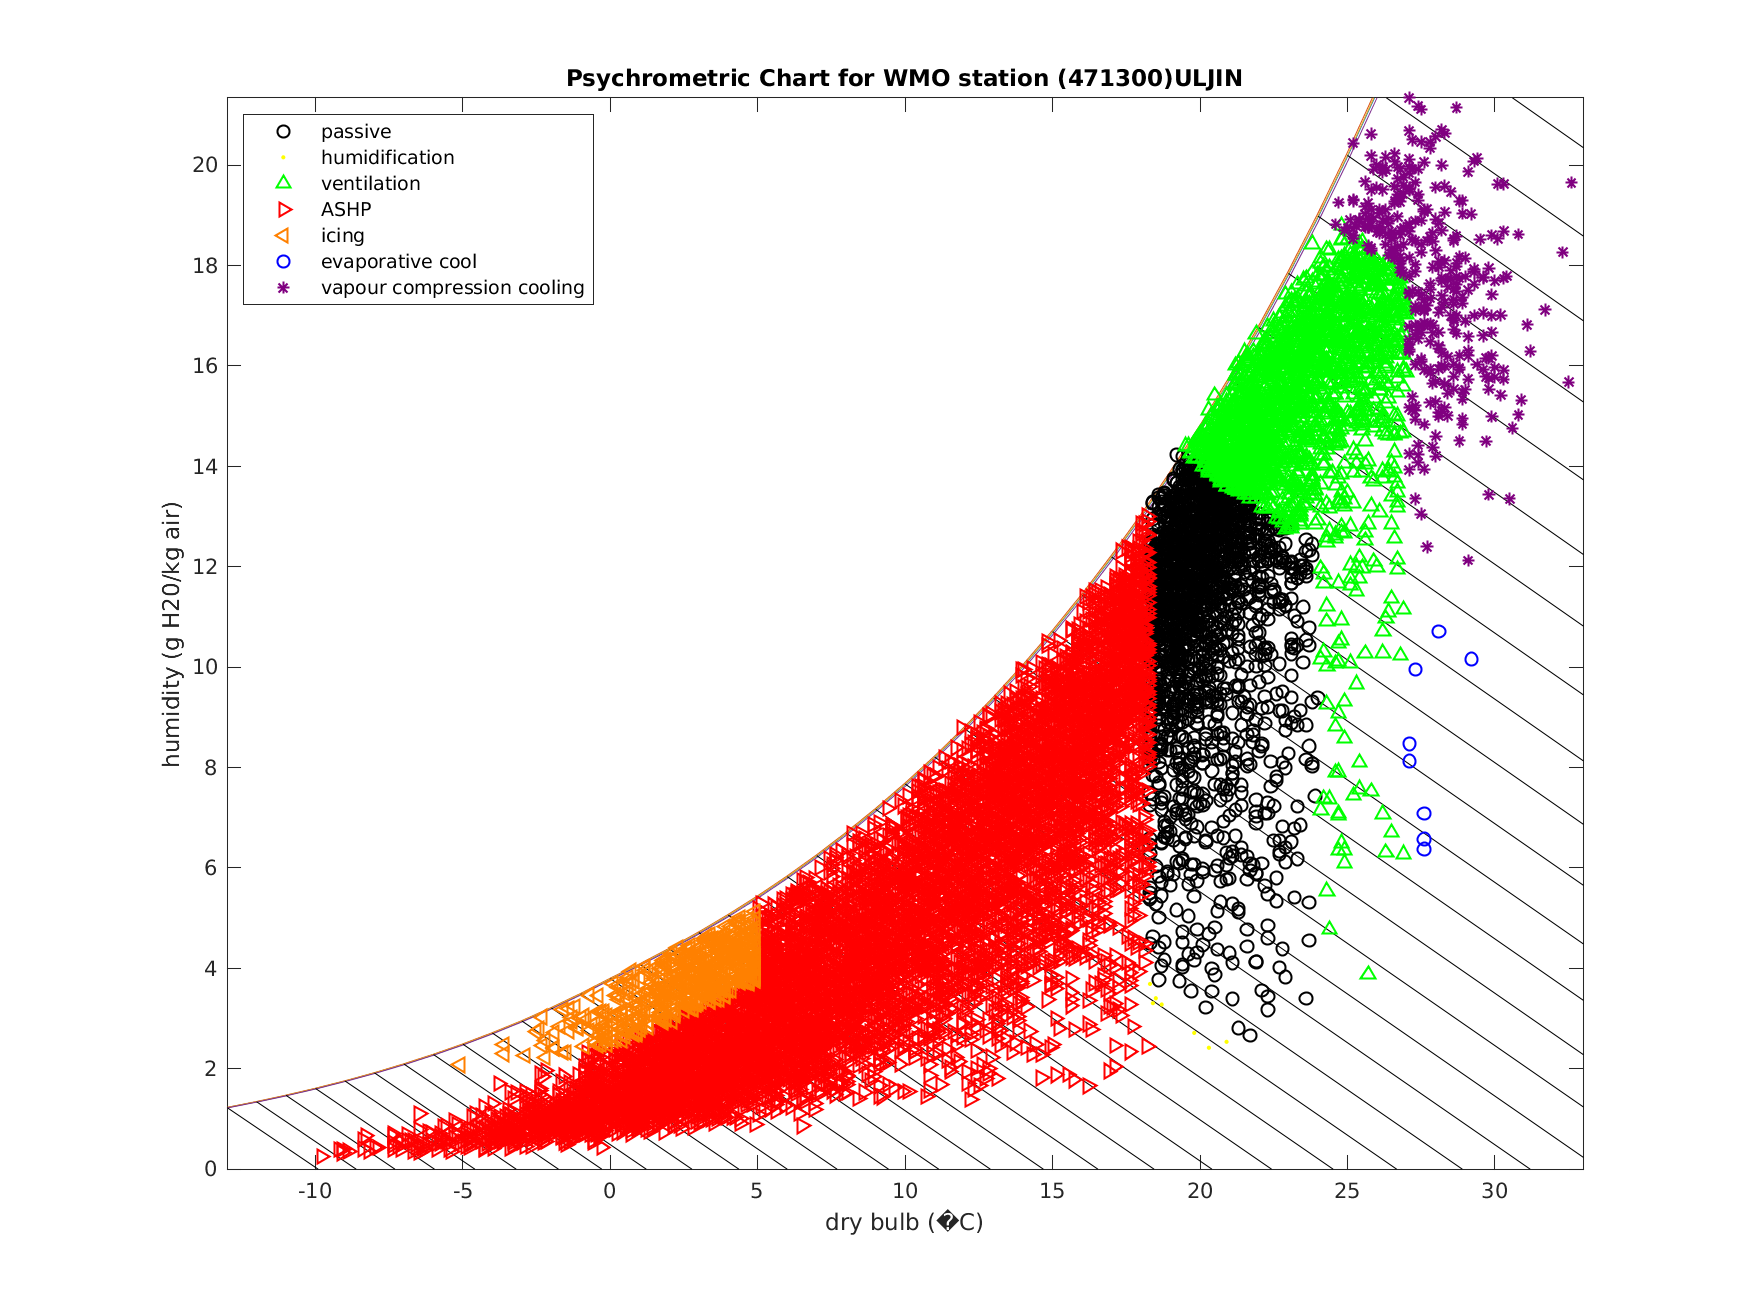 Psychrometric Chart for WMO station (471300)ULJIN
passive
humidification
ventilation
ASHP
icing
evaporative cool
vapour compression cooling
humidity (g H20/kg air)
20
18
16
14
12
10
8
6
4
2
0
-10 -5 0 5 10 15 20 25 30
dry bulb (�C)